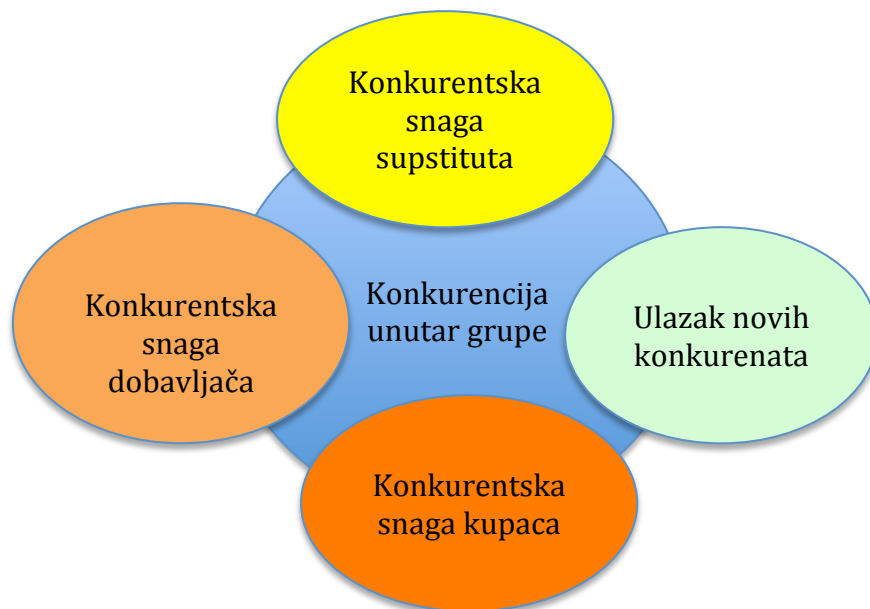 Konkurentska
snaga
supstituta
Konkurencija
unutar grupe
Konkurentska
snaga
dobavljača
Ulazak novih
konkurenata
Konkurentska
snaga kupaca